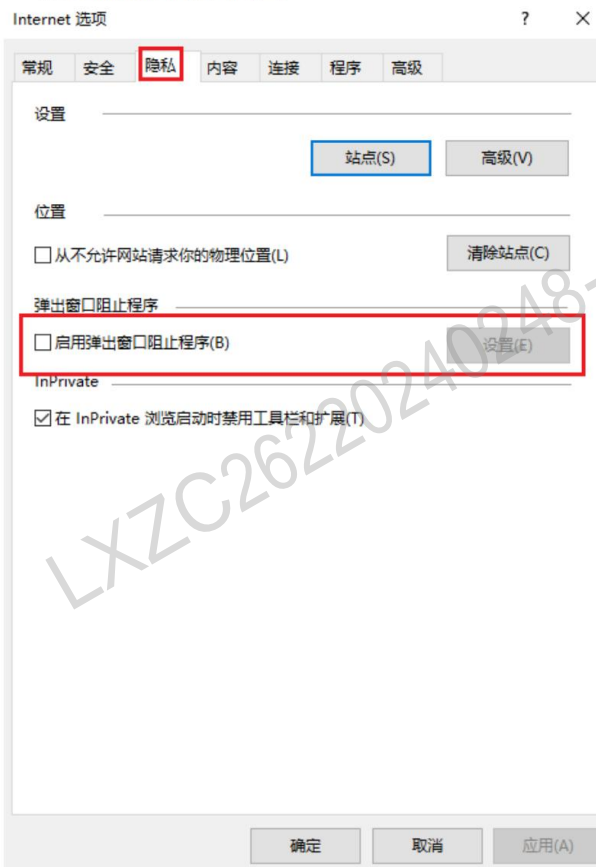 Internet 选项 ? ×
常规 安全 隐私 内容 连接 程序 高级
设置
站点(S) 高级(V)
位置
从不允许网站请求你的物理位置(L) 清除站点(C)
弹出窗口阻止程序
启用弹出窗口阻止程序(B) 设置(E)
InPrivate
在 InPrivate 浏览启动时禁用工具栏和扩展(T)
LXZC26220240248-
确定 取消 应用(A)